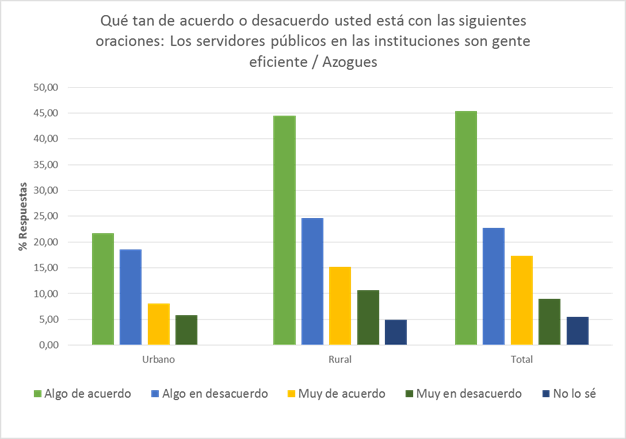 Qué tan de acuerdo o desacuerdo usted está con las siguientes
oraciones: Los servidores públicos en las instituciones son gente
eficiente / Azogues
50,00
45,00
40,00
35,00
30,00
25,00
20,00
15,00
10,00
5,00
0,00
% Respuestas
Urbano Rural Total
Algo de acuerdo Algo en desacuerdo Muy de acuerdo Muy en desacuerdo No lo sé